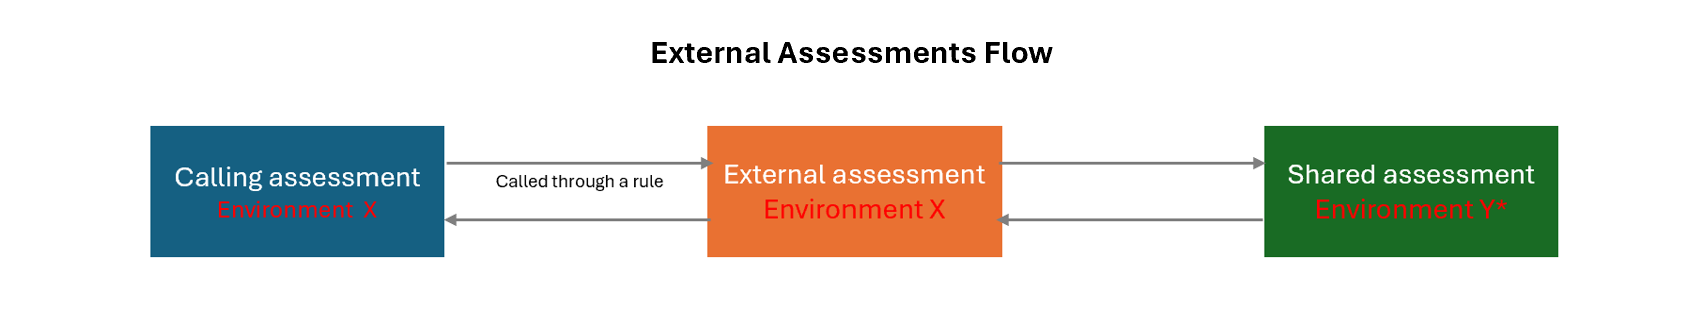 External Assessments Flow
Calling assessment
Environment X
Called through a rule
External assessment
Environment X
Shared assessment
Environment Y*